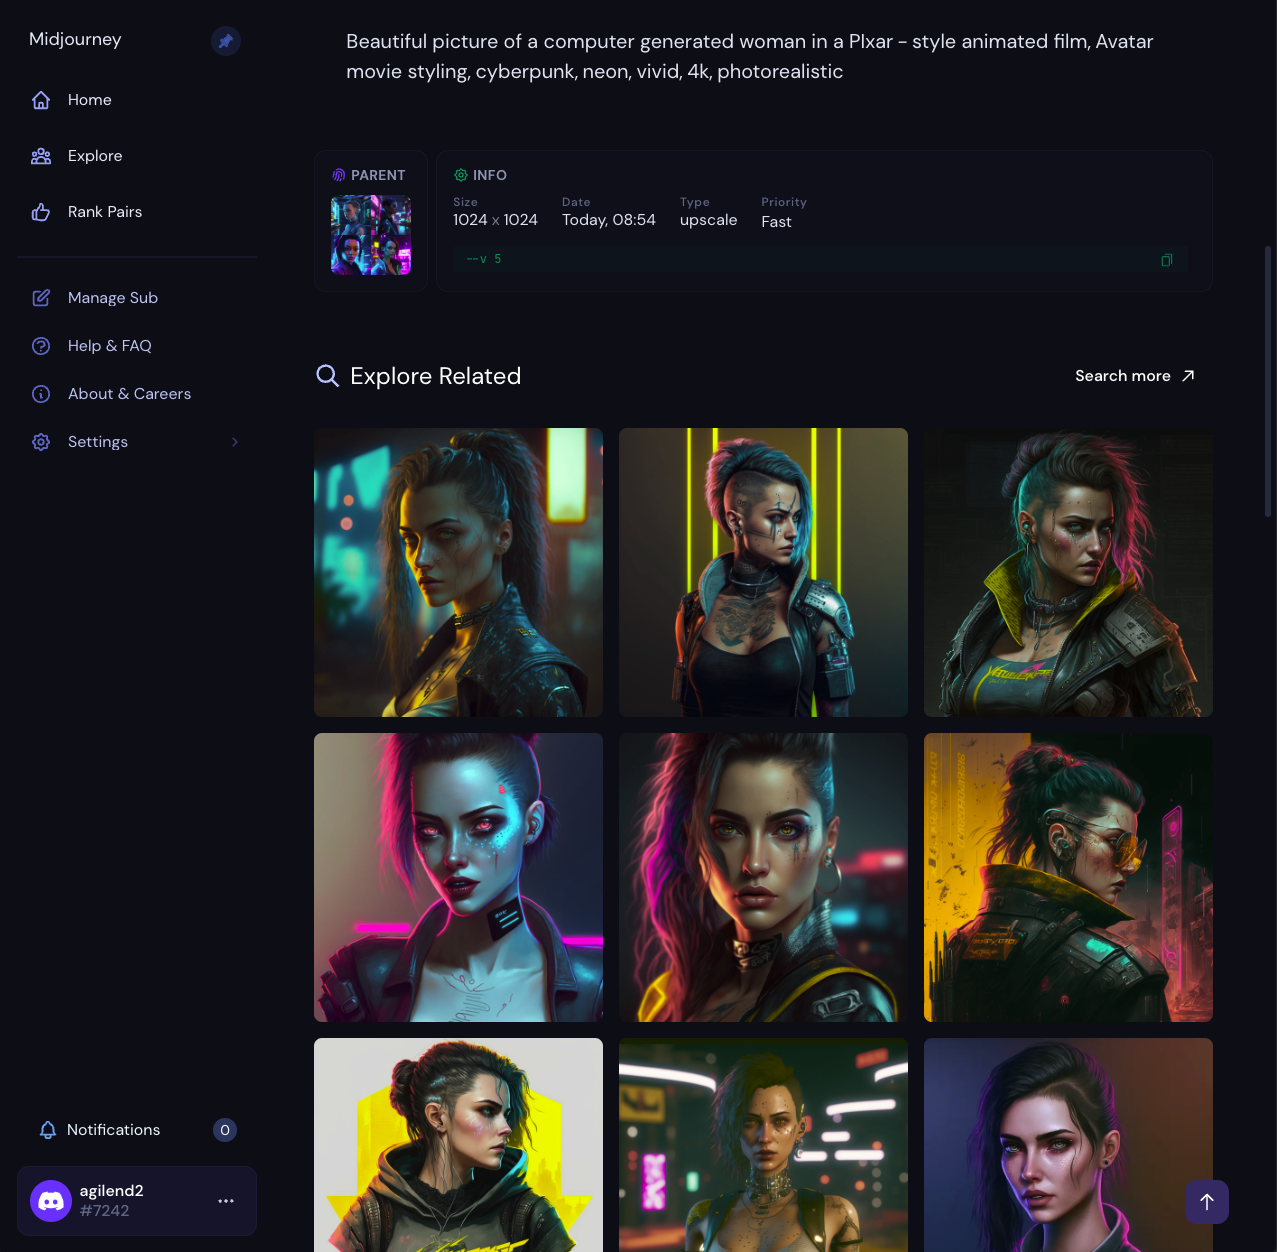 Midjourney
Home
Explore
Rank Pairs
Manage Sub
Help & FAQ
About & Careers
Settings
Notifications
0
agilend2
#7242
Beautiful picture of a computer generated woman in a PIxar - style animated film, Avatar
movie styling, cyberpunk, neon, vivid, 4k, photorealistic
PARENT
INFO
Size
1024 x 1024
Date
Today, 08:54
Type
upscale
Priority
Fast
--v 5
Explore Related
Search more